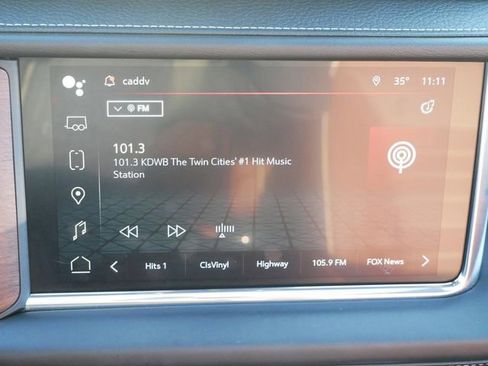 caddv
35°
11:11
FM
101.3
101.3 KDWB The Twin Cities' #1 Hit Music
Station
Hits 1
ClsVinyl
Highway
105.9 FM
FOX News